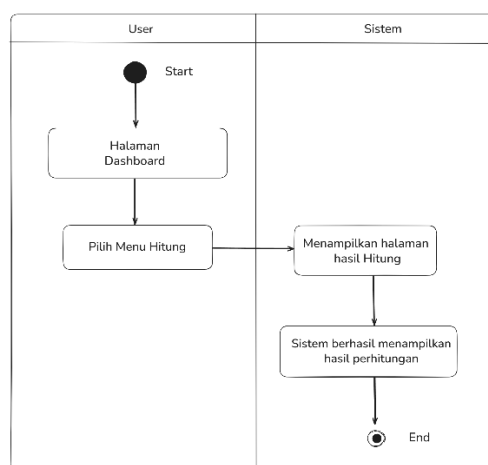 User
Sistem
Start
Halaman
Dashboard
Pilih Menu Hitung
Menampilkan halaman
hasil Hitung
Sistem berhasil menampilkan
hasil perhitungan
End